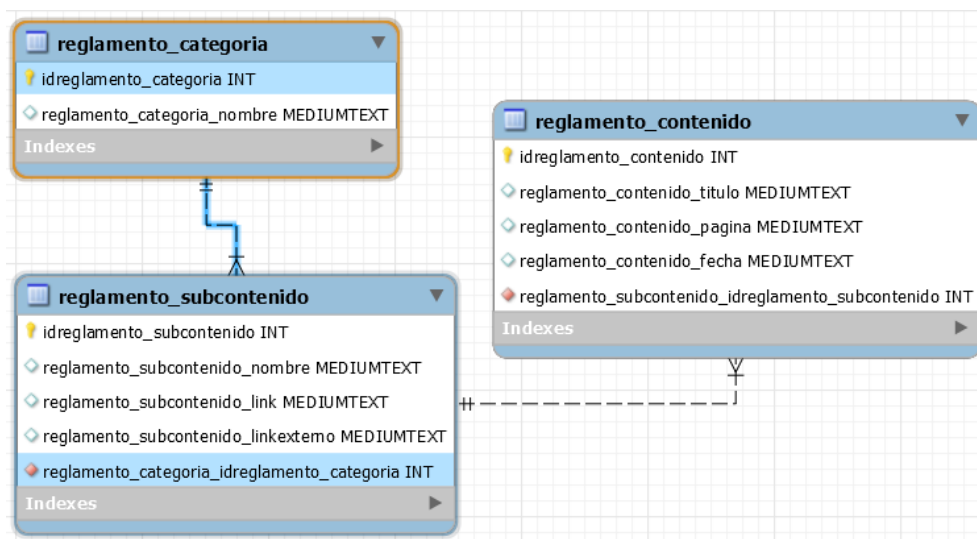 reglamento_categoria
idreglamento_categoria INT
reglamento_categoria_nombre MEDIUMTEXT
Indexes
reglamento_subcontenido
idreglamento_subcontenido INT
reglamento_subcontenido_nombre MEDIUMTEXT
reglamento_subcontenido_link MEDIUMTEXT
reglamento_subcontenido_linkexterno MEDIUMTEXT
reglamento_categoria_idreglamento_categoria INT
Indexes
reglamento_contenido
idreglamento_contenido INT
reglamento_contenido_titulo MEDIUMTEXT
reglamento_contenido_pagina MEDIUMTEXT
reglamento_contenido_fecha MEDIUMTEXT
reglamento_subcontenido_idreglamento_subcontenido INT
Indexes